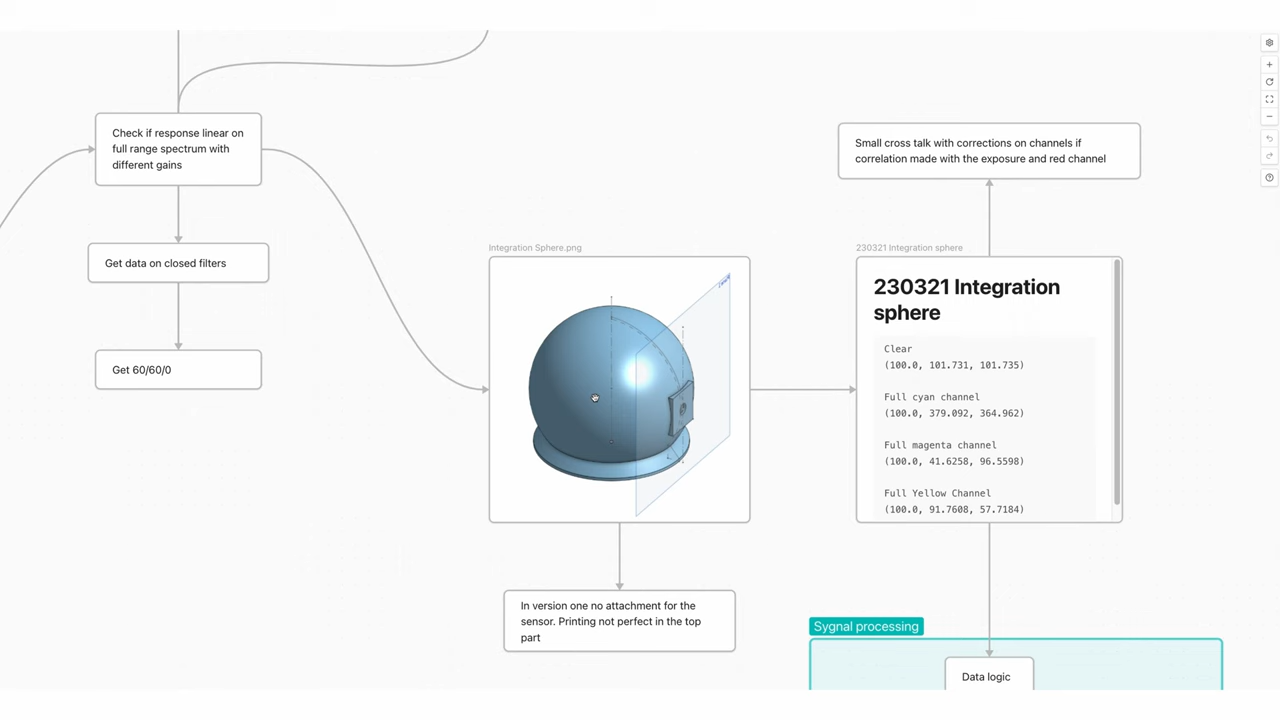 Check if response linear on
full range spectrum with
different gains
Get data on closed filters
Get 60/60/0
Integration Sphere.png
In version one no attachment for the
sensor. Printing not perfect in the top
part
Small cross talk with corrections on channels if
correlation made with the exposure and red channel
230321 Integration sphere
230321 Integration
sphere
Clear
(100.0, 101.731, 101.735)
Full cyan channel
(100.0, 379.092, 364.962)
Full magenta channel
(100.0, 41.6258, 96.5598)
Full Yellow Channel
(100.0, 91.7608, 57.7184)
Sygnal processing
Data logic